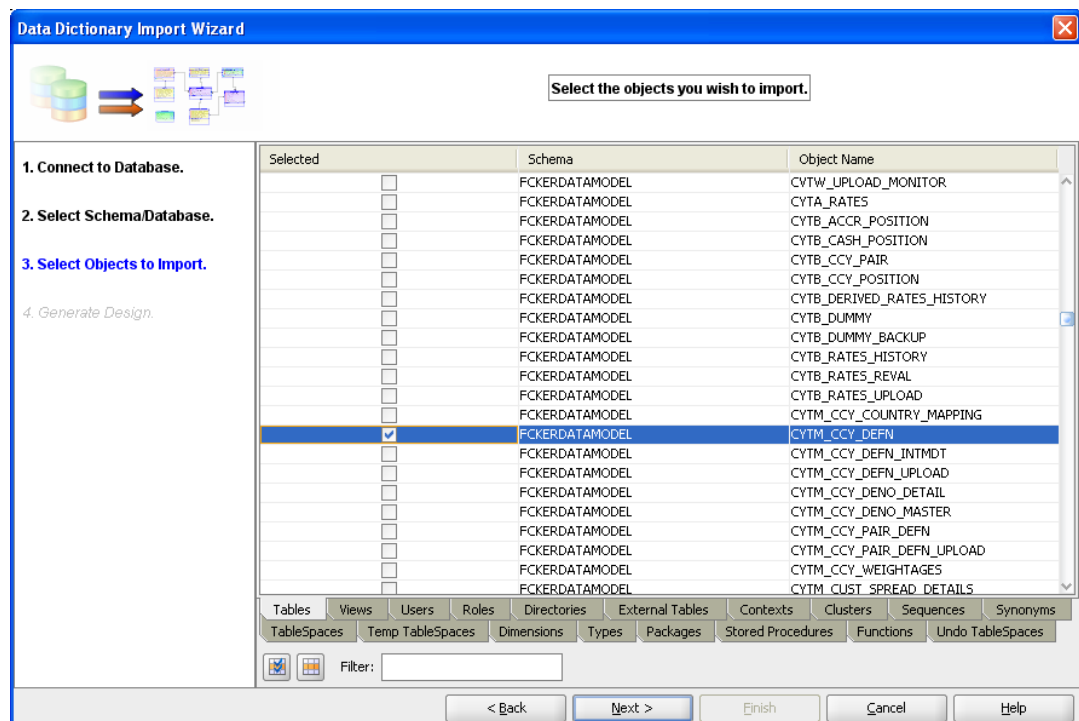 Data Dictionary Import Wizard
Select the objects you wish to import.
1. Connect to Database.
2. Select Schema/Database.
3. Select Objects to Import.
4. Generate Design.
Selected Schema Object Name
FCKERDATAMODEL CVTW_UPLOAD_MONITOR
FCKERDATAMODEL CYTA_RATES
FCKERDATAMODEL CYTB_ACCR_POSITION
FCKERDATAMODEL CYTB_CASH_POSITION
FCKERDATAMODEL CYTB_CCY_PAIR
FCKERDATAMODEL CYTB_CCY_POSITION
FCKERDATAMODEL CYTB_DERIVED_RATES_HISTORY
FCKERDATAMODEL CYTB_DUMMY
FCKERDATAMODEL CYTB_DUMMY_BACKUP
FCKERDATAMODEL CYTB_RATES_HISTORY
FCKERDATAMODEL CYTB_RATES_REVAL
FCKERDATAMODEL CYTB_RATES_UPLOAD
FCKERDATAMODEL CYTM_CCY_COUNTRY_MAPPING
FCKERDATAMODEL CYTM_CCY_DEFN
FCKERDATAMODEL CYTM_CCY_DEFN_INTMDT
FCKERDATAMODEL CYTM_CCY_DEFN_UPLOAD
FCKERDATAMODEL CYTM_CCY_DENO_DETAIL
FCKERDATAMODEL CYTM_CCY_DENO_MASTER
FCKERDATAMODEL CYTM_CCY_PAIR_DEFN
FCKERDATAMODEL CYTM_CCY_PAIR_DEFN_UPLOAD
FCKERDATAMODEL CYTM_CCY_WEIGHTAGES
FCKERDATAMODEL CYTM_CUST_SPREAD_DETAILS
Tables Views Users Roles Directories External Tables Contexts Clusters Sequences Synonyms
TableSpaces Temp TableSpaces Dimensions Types Packages Stored Procedures Functions Undo TableSpaces
Filter:
< Back Next > Finish Cancel Help